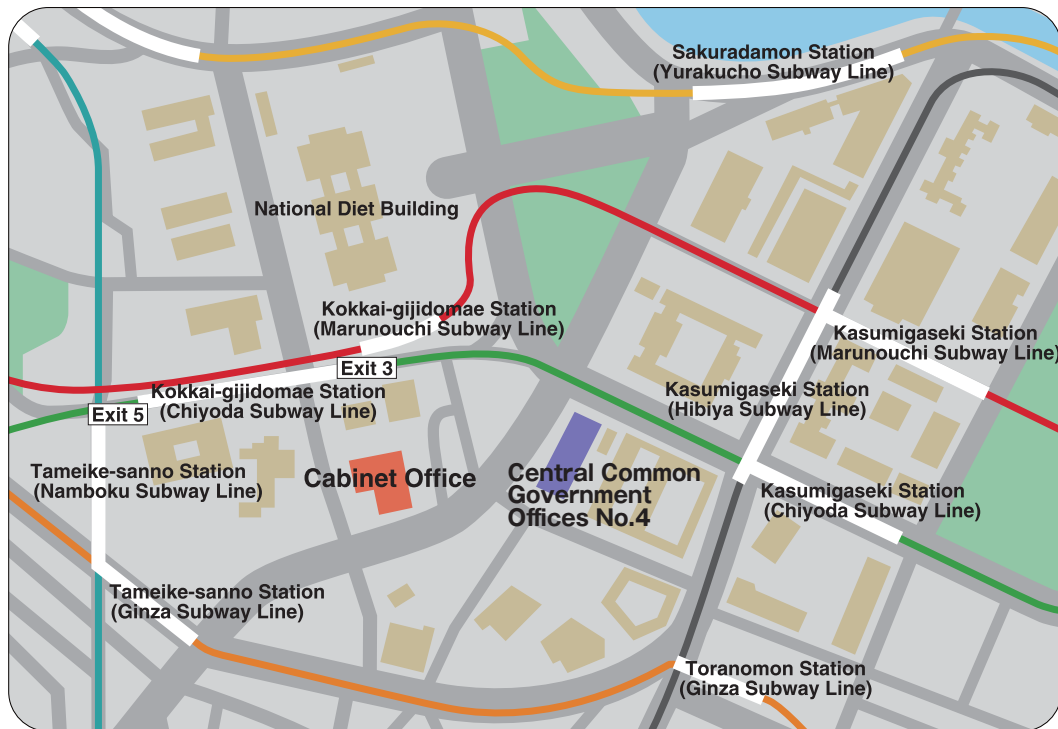 Sakuradamon Station
(Yurakucho Subway Line)
National Diet Building
Kokkai-gijidomae Station
(Marunouchi Subway Line)
Kasumigaseki Station
(Marunouchi Subway Line)
Exit 3
Kokkai-gijidomae Station
(Chiyoda Subway Line)
Exit 5
Kasumigaseki Station
(Hibiya Subway Line)
Tameike-sanno Station
(Namboku Subway Line)
Cabinet Office
Central Common
Government
Offices No.4
Kasumigaseki Station
(Chiyoda Subway Line)
Tameike-sanno Station
(Ginza Subway Line)
Toranomon Station
(Ginza Subway Line)